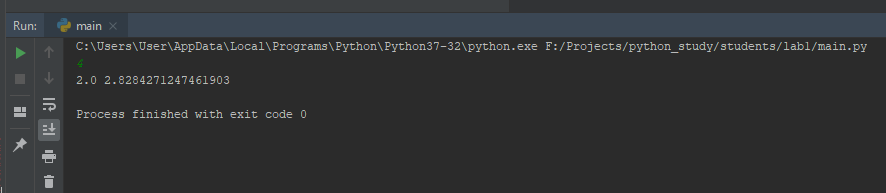 Run: main ×
C:\Users\User\AppData\Local\Programs\Python\Python37-32\python.exe F:/Projects/python_study/students/lab1/main.py
4
2.0 2.8284271247461903
Process finished with exit code 0